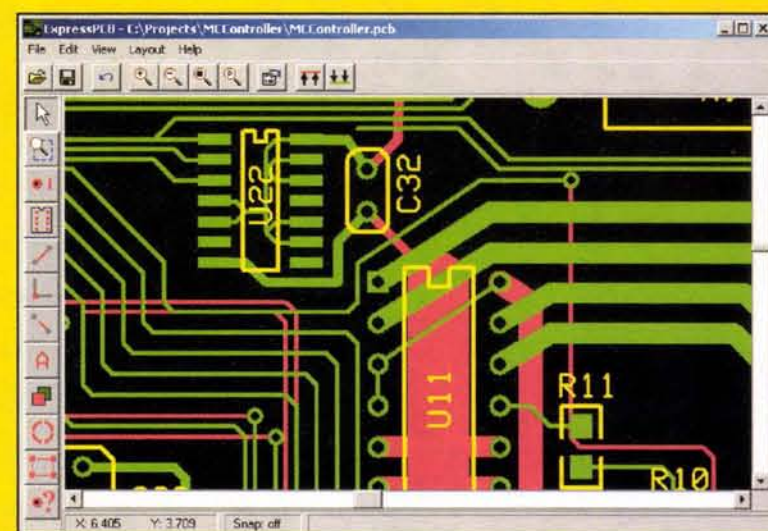 ExpressPCB - C:\Projects\MCController\MCController.pcb
File Edit View Layout Help
U22
C32
U11
R11
R10
X: 6.405 Y: 3.709 Snap: off